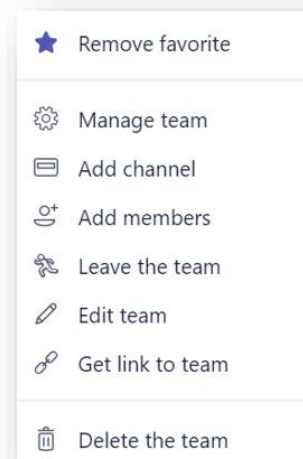 Remove favorite
Manage team
Add channel
Add members
Leave the team
Edit team
Get link to team
Delete the team